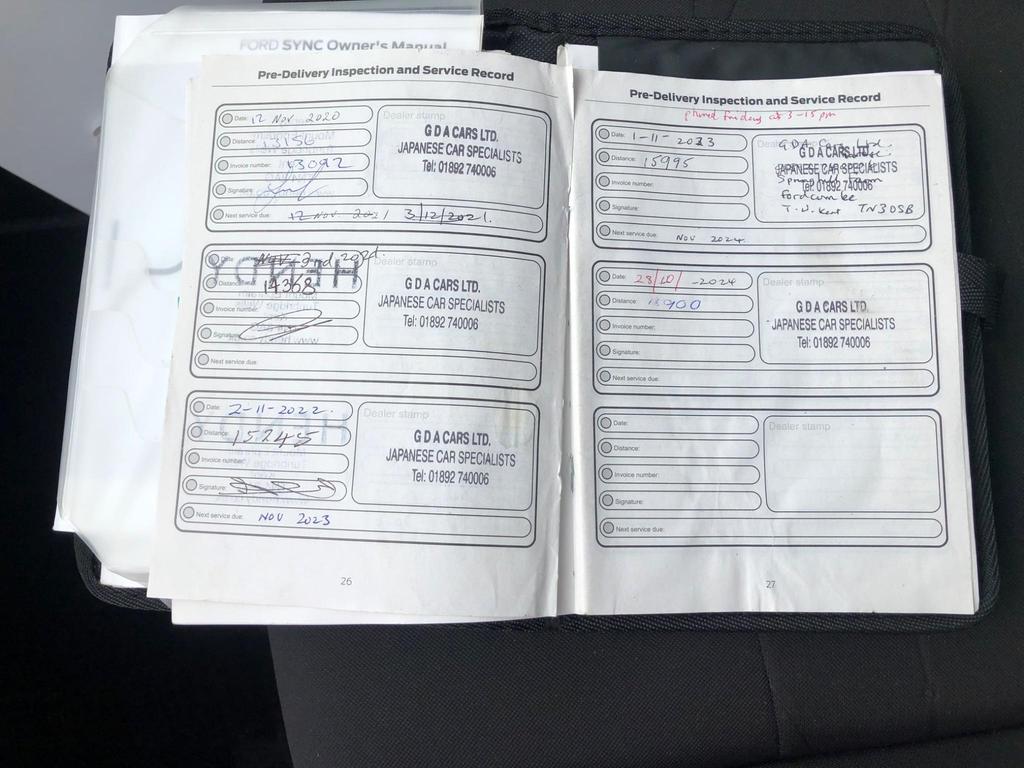 FORD SYNC Owner's Manual
Pre-Delivery Inspection and Service Record
Date: 12 Nov 2020
Distance: 13156
Invoice number: 43092
Signature:
Next service due: 12 Nov 2021 3/12/2021.
Dealer stamp
G D A CARS LTD.
JAPANESE CAR SPECIALISTS
Tel: 01892 740006
Date: Nov 2nd
Distance: 14368
Invoice number:
Signature:
Next service due:
Dealer stamp
G D A CARS LTD.
JAPANESE CAR SPECIALISTS
Tel: 01892 740006
Date: 2-11-2022.
Distance: 15245
Invoice number:
Signature:
Next service due: NOV 2023
Dealer stamp
G D A CARS LTD.
JAPANESE CAR SPECIALISTS
Tel: 01892 740006
26
Pre-Delivery Inspection and Service Record
phoned Friday at 3-15 pm
Date: 1-11-2023
Distance: 15995
Invoice number:
Signature:
Next service due: NOV 2024
G D A CARS LTD.
JAPANESE CAR SPECIALISTS
Tel: 01892 740006
Fordcombe
T.W. Kent TN3 0SB
Date: 28/10/-2024
Distance:
Invoice number:
Signature:
Next service due:
Dealer stamp
G D A CARS LTD.
JAPANESE CAR SPECIALISTS
Tel: 01892 740006
Date:
Distance:
Invoice number:
Signature:
Next service due:
Dealer stamp
27